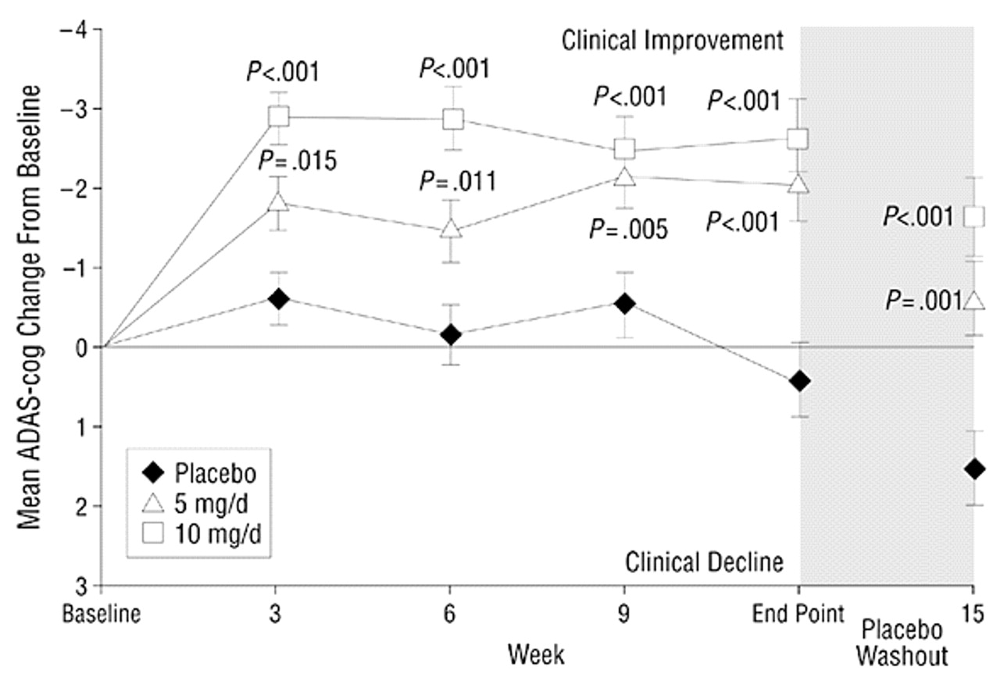 Mean ADAS-cog Change From Baseline
−4
−3
−2
−1
0
1
2
3
Clinical Improvement
P<.001
P<.001
P<.001
P<.001
P=.015
P=.011
P=.005
P<.001
P<.001
P=.001
Placebo
5 mg/d
10 mg/d
Clinical Decline
Baseline
3
6
9
End Point
15
Placebo
Washout
Week